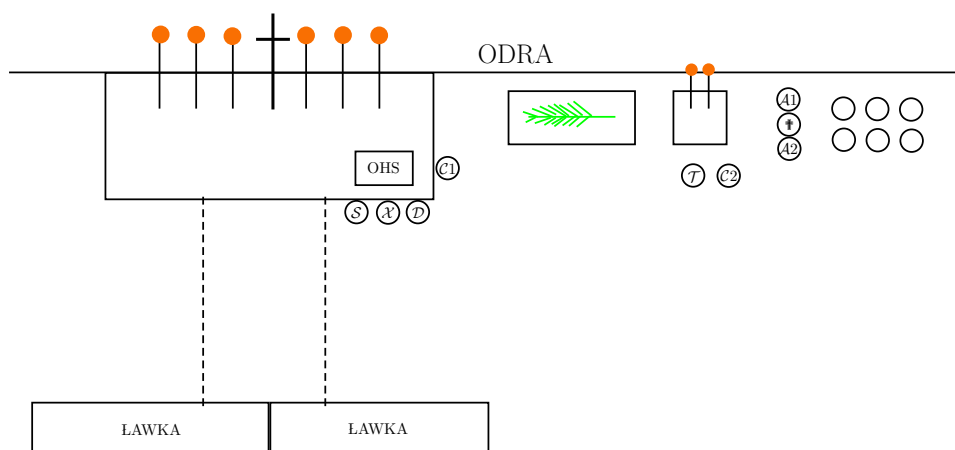 ODRA
A1
A2
OHS
C1
T C2
S X D
ŁAWKA ŁAWKA